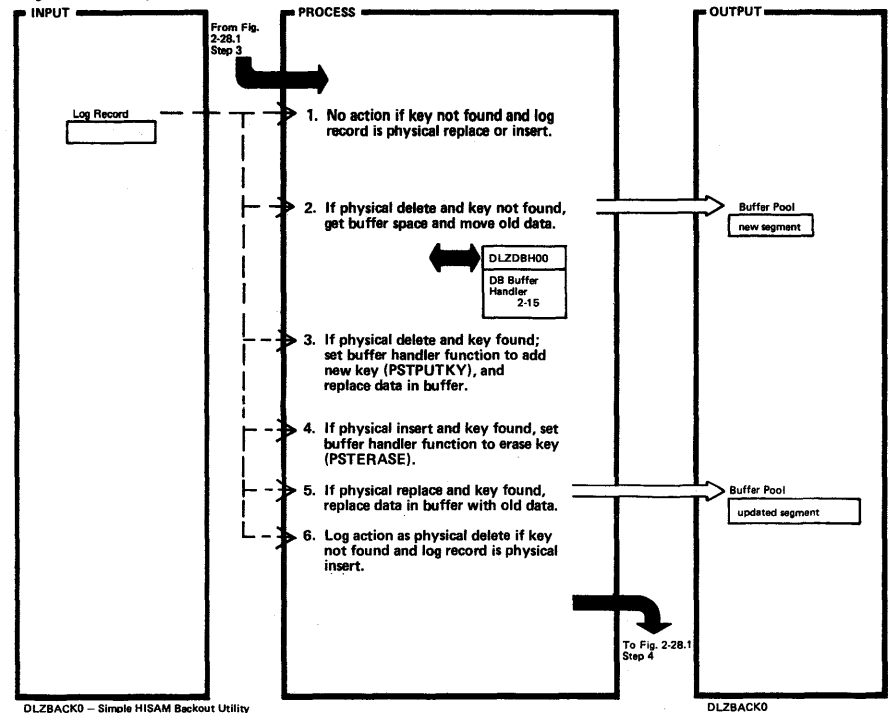 INPUT
PROCESS
OUTPUT
From Fig.
2-28.1
Step 3
Log Record
1. No action if key not found and log
record is physical replace or insert.
2. If physical delete and key not found,
get buffer space and move old data.
Buffer Pool
new segment
DLZDBH00
DB Buffer
Handler
2-15
3. If physical delete and key found;
set buffer handler function to add
new key (PSTPUTKY), and
replace data in buffer.
4. If physical insert and key found, set
buffer handler function to erase key
(PSTERASE).
5. If physical replace and key found,
replace data in buffer with old data.
Buffer Pool
updated segment
6. Log action as physical delete if key
not found and log record is physical
insert.
To Fig. 2-28.1
Step 4
DLZBACK0 – Simple HISAM Backout Utility
DLZBACK0